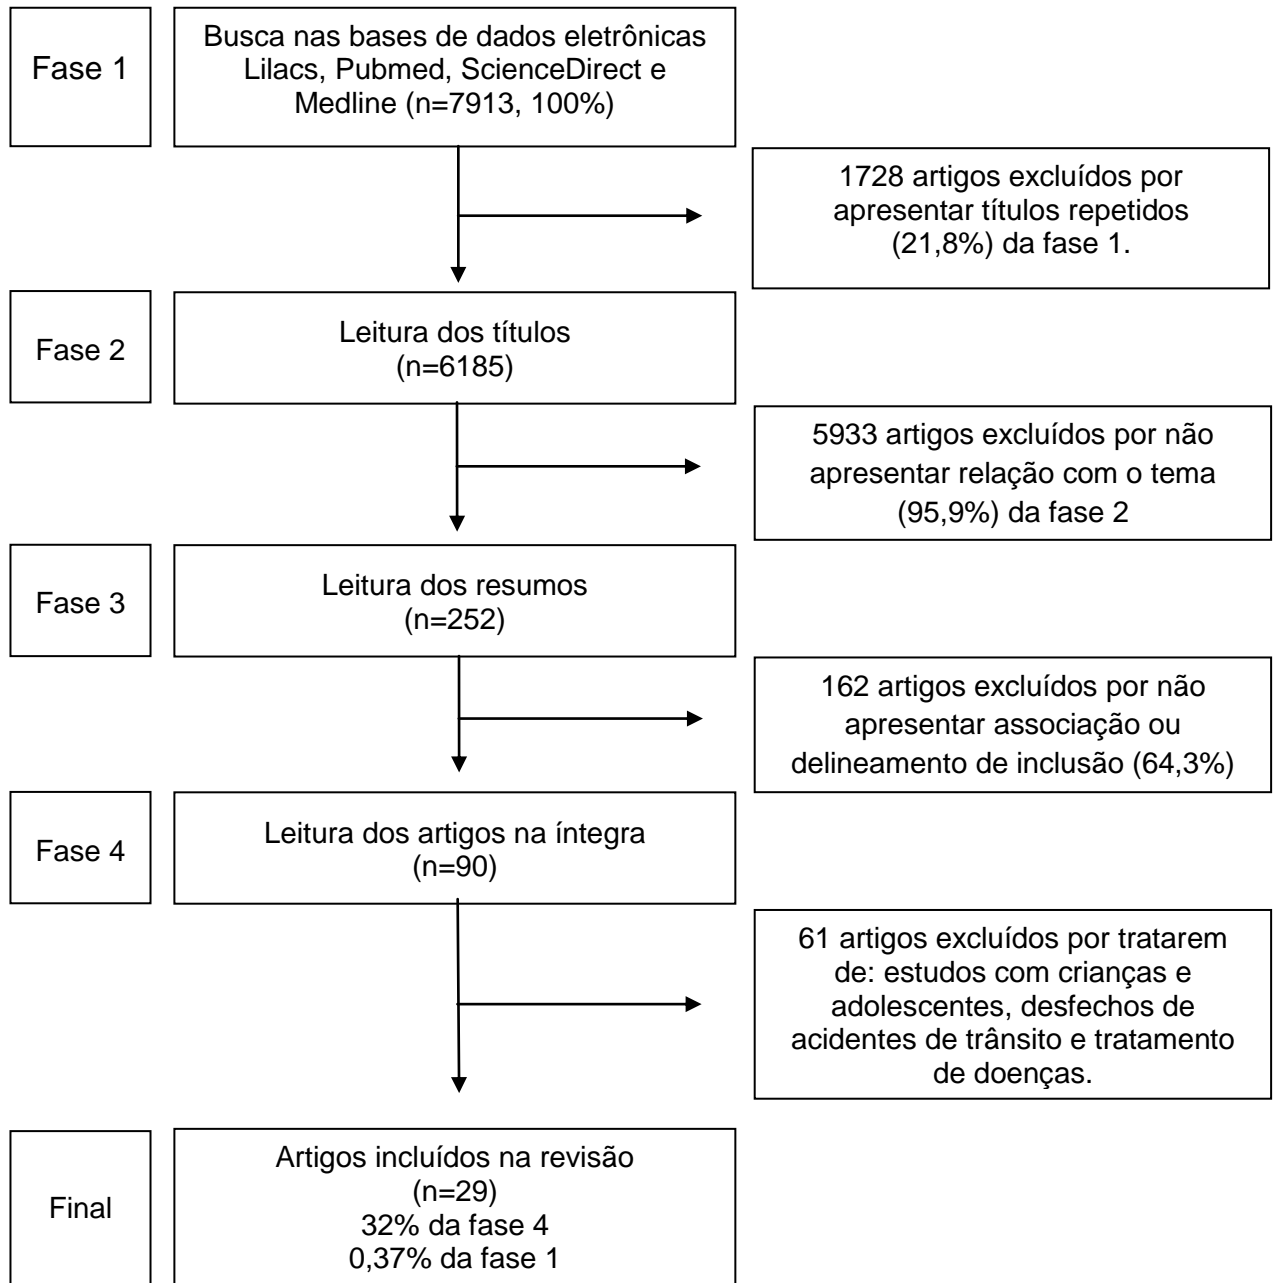 Fase 1
Busca nas bases de dados eletrônicas
Lilacs, Pubmed, ScienceDirect e
Medline (n=7913, 100%)
1728 artigos excluídos por
apresentar títulos repetidos
(21,8%) da fase 1.
Fase 2
Leitura dos títulos
(n=6185)
5933 artigos excluídos por não
apresentar relação com o tema
(95,9%) da fase 2
Fase 3
Leitura dos resumos
(n=252)
162 artigos excluídos por não
apresentar associação ou
delineamento de inclusão (64,3%)
Fase 4
Leitura dos artigos na íntegra
(n=90)
61 artigos excluídos por tratarem
de: estudos com crianças e
adolescentes, desfechos de
acidentes de trânsito e tratamento
de doenças.
Final
Artigos incluídos na revisão
(n=29)
32% da fase 4
0,37% da fase 1